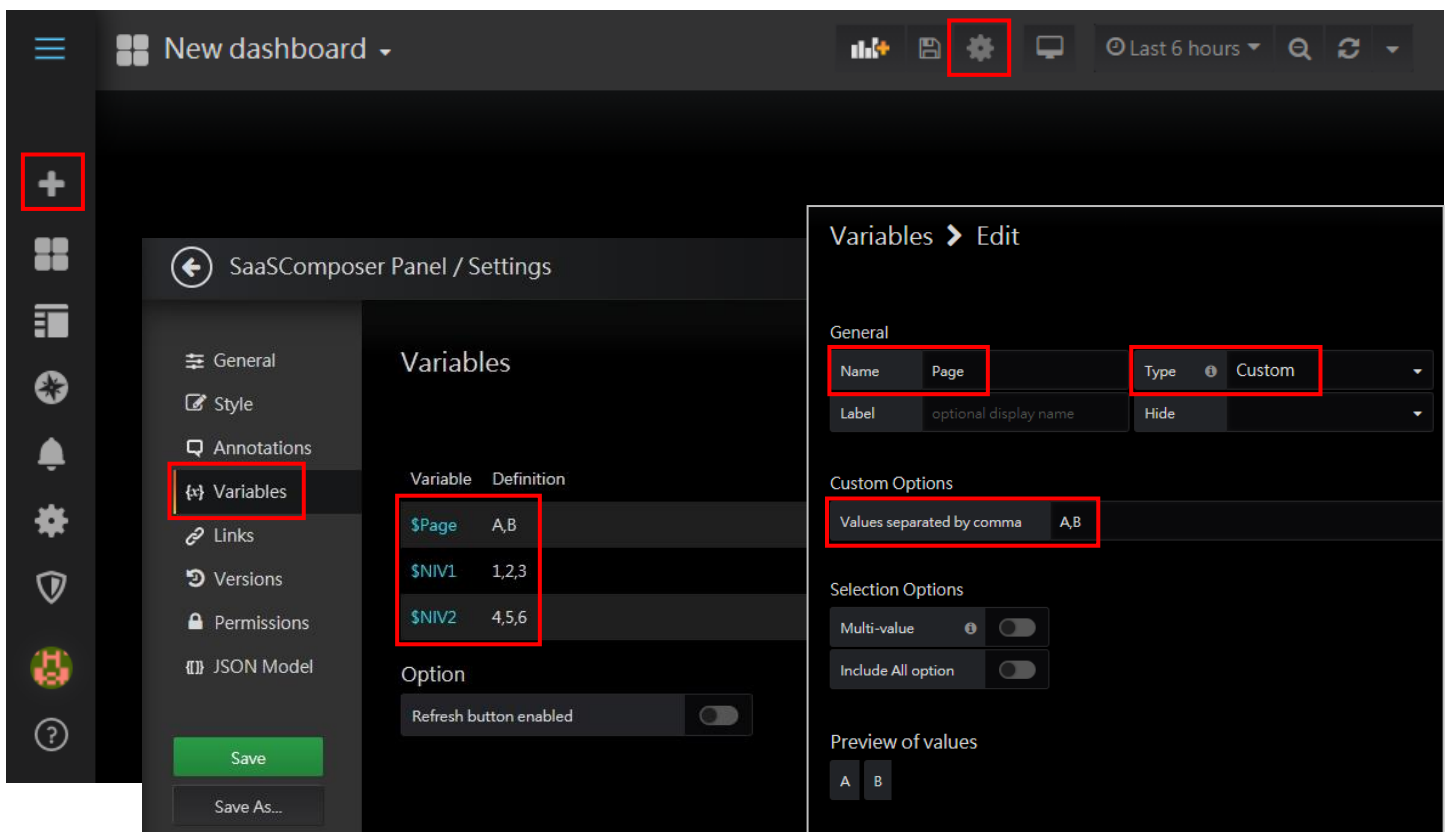 New dashboard
Last 6 hours
SaaSComposer Panel / Settings
General
Style
Annotations
{x} Variables
Links
Versions
Permissions
{[]} JSON Model
Save
Save As...
Variables
Variable Definition
$Page A,B
$NIV1 1,2,3
$NIV2 4,5,6
Option
Refresh button enabled
Variables > Edit
General
Name Page Type Custom
Label optional display name Hide
Custom Options
Values separated by comma A,B
Selection Options
Multi-value
Include All option
Preview of values
A B